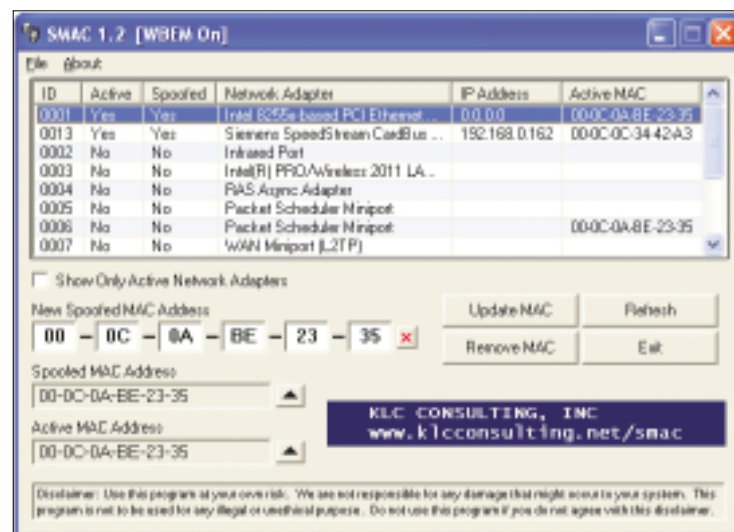 SMAC 1.2 [WBEM On]
File About
ID Active Spoofed Network Adapter IP Address Active MAC
0001 Yes Yes Intel 8255x-based PCI Ethernet... 0.0.0.0 00-0C-0A-BE-23-35
0013 Yes Yes Siemens SpeedStream CardBus ... 192.168.0.162 00-0C-0C-34-42-A3
0002 No No Infrared Port
0003 No No Intel(R) PRO/Wireless 2011 LA...
0004 No No RAS Async Adapter
0005 No No Packet Scheduler Miniport
0006 No No Packet Scheduler Miniport 00-0C-0A-BE-23-35
0007 No No WAN Miniport (L2TP)
Show Only Active Network Adapters
New Spoofed MAC Address
00 - 0C - 0A - BE - 23 - 35
Update MAC Refresh
Remove MAC Exit
Spoofed MAC Address
00-0C-0A-BE-23-35
Active MAC Address
00-0C-0A-BE-23-35
KLC CONSULTING, INC
www.klcconsulting.net/smac
Disclaimer: Use this program at your own risk. We are not responsible for any damage that might occur to your system. This
program is not to be used for any illegal or unethical purpose. Do not use this program if you do not agree with this disclaimer.